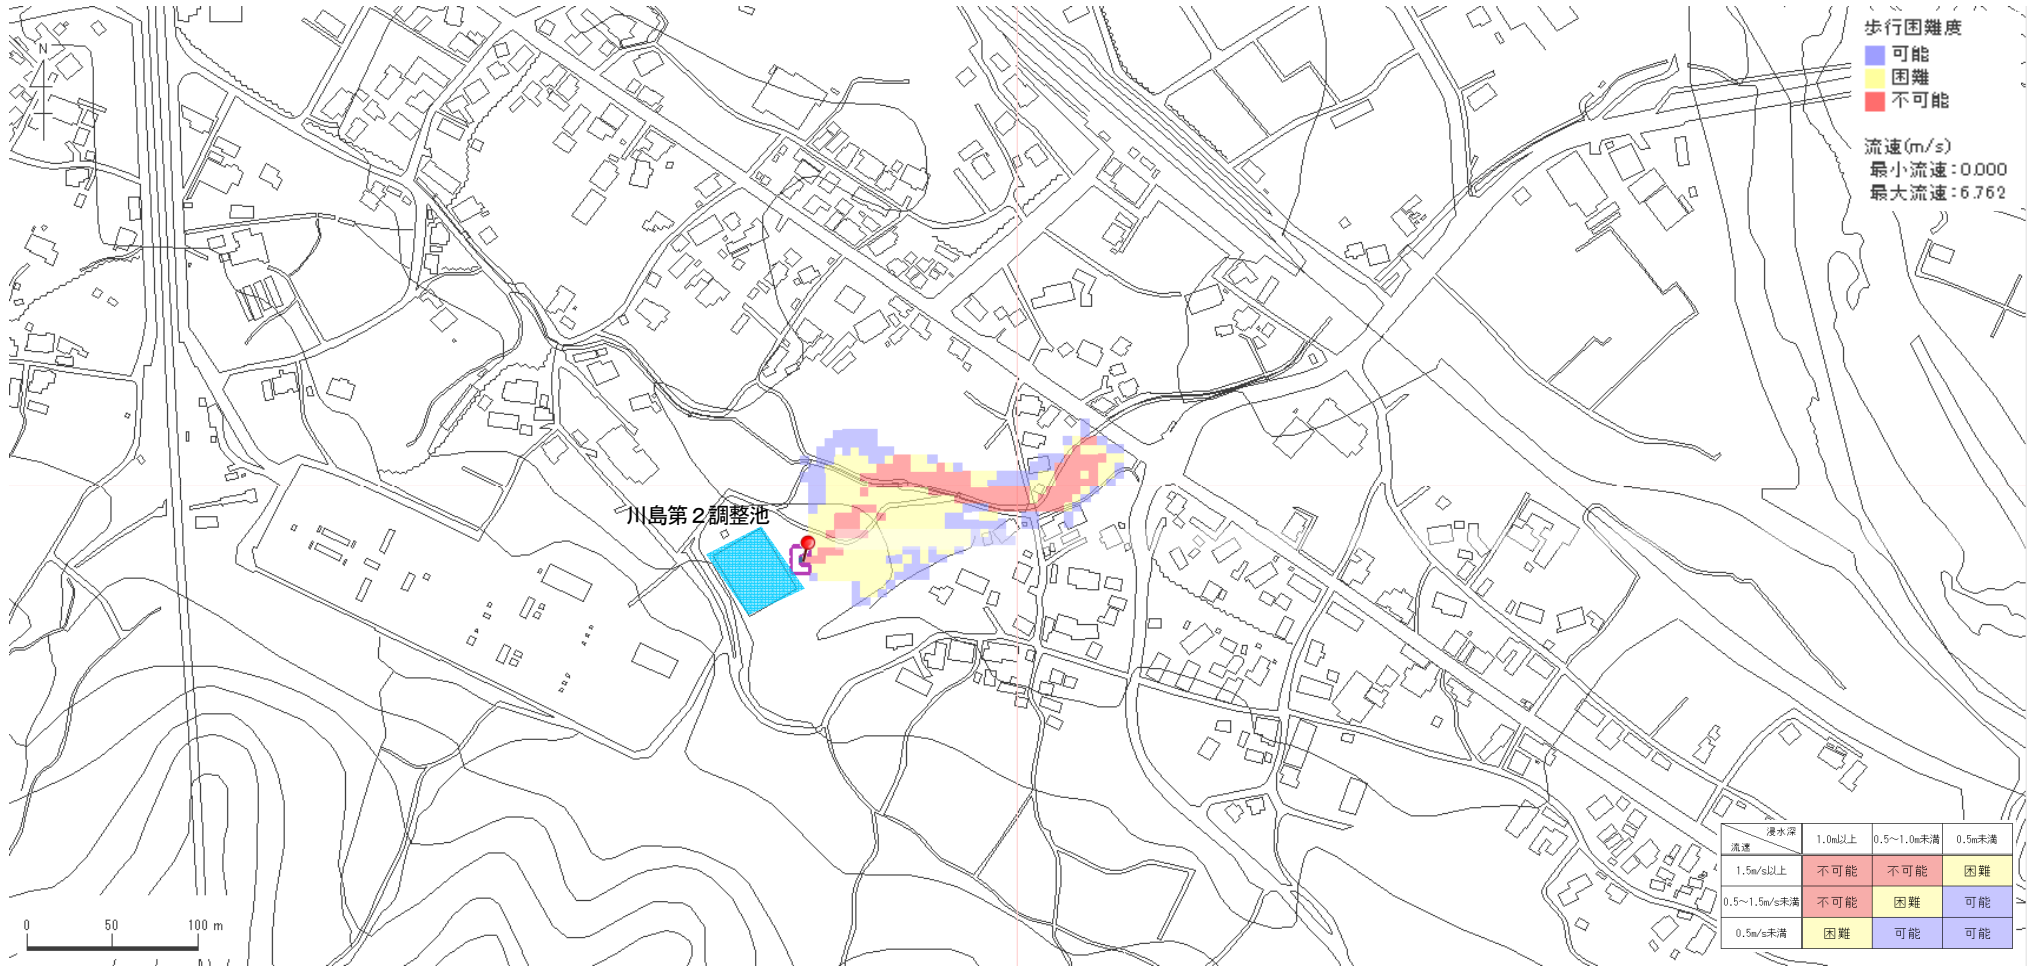 N
歩行困難度
可能
困難
不可能
流速(m/s)
最小流速:0.000
最大流速:6.762
川島第2調整池
浸水深
流速
1.0m以上
0.5~1.0m未満
0.5m未満
1.5m/s以上
不可能
不可能
困難
0.5~1.5m/s未満
不可能
困難
可能
0.5m/s未満
困難
可能
可能
0
50
100 m